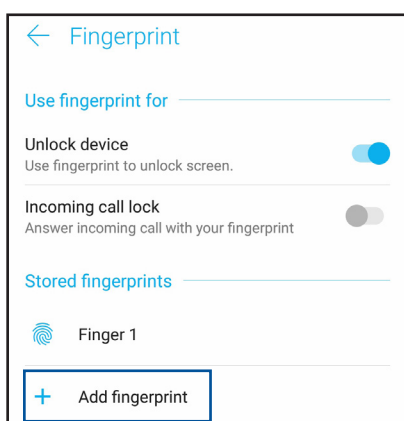 Fingerprint
Use fingerprint for
Unlock device
Use fingerprint to unlock screen.
Incoming call lock
Answer incoming call with your fingerprint
Stored fingerprints
Finger 1
+ Add fingerprint